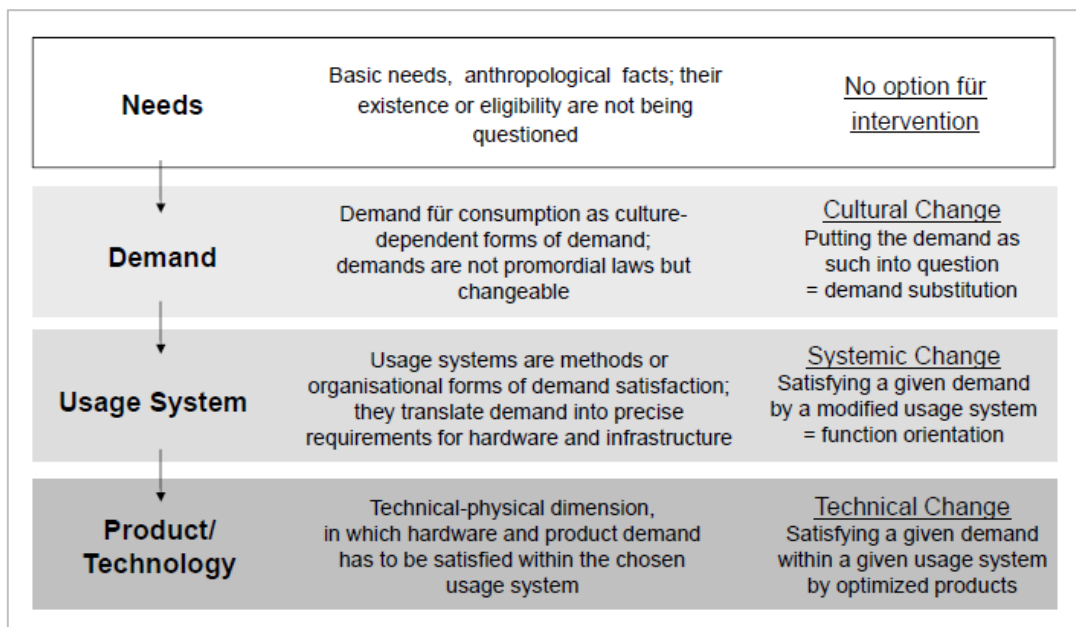 Needs
Basic needs, anthropological facts; their
existence or eligibility are not being
questioned
No option für
intervention
Demand
Demand für consumption as culture-
dependent forms of demand;
demands are not promordial laws but
changeable
Cultural Change
Putting the demand as
such into question
= demand substitution
Usage System
Usage systems are methods or
organisational forms of demand satisfaction;
they translate demand into precise
requirements for hardware and infrastructure
Systemic Change
Satisfying a given demand
by a modified usage system
= function orientation
Product/
Technology
Technical-physical dimension,
in which hardware and product demand
has to be satisfied within the chosen
usage system
Technical Change
Satisfying a given demand
within a given usage system
by optimized products